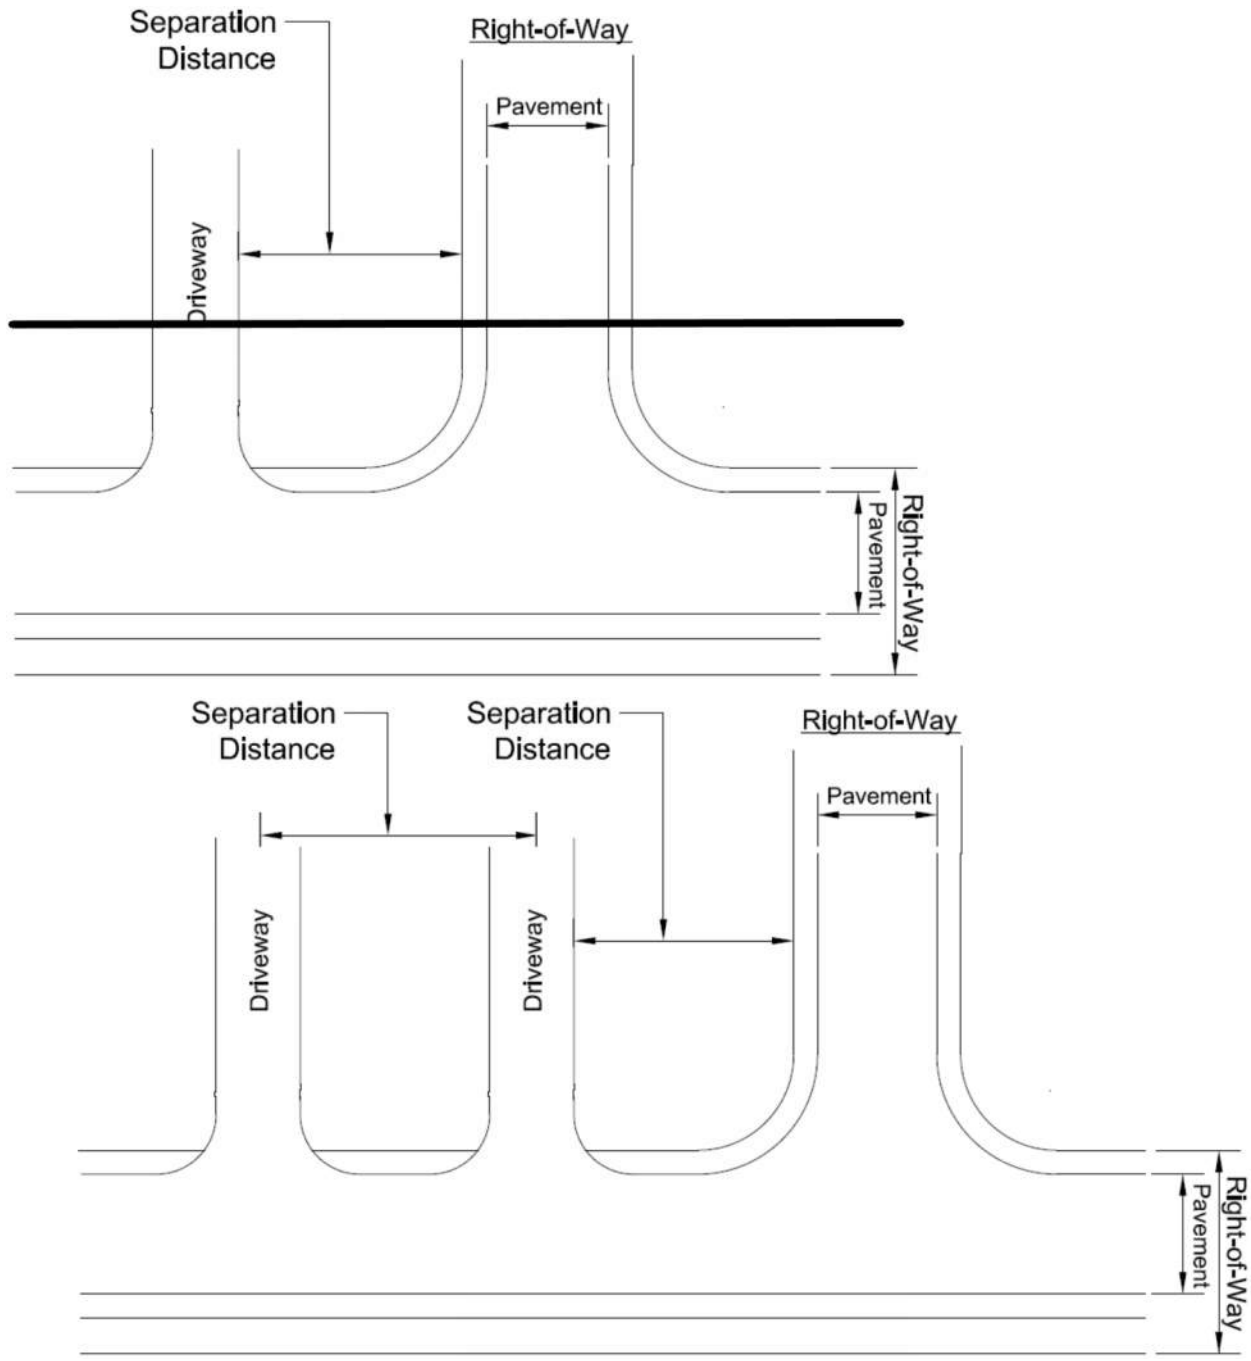 Separation
Distance
Right-of-Way
Pavement
Driveway
Right-of-Way
Pavement
Separation
Distance
Separation
Distance
Right-of-Way
Pavement
Driveway
Driveway
Right-of-Way
Pavement